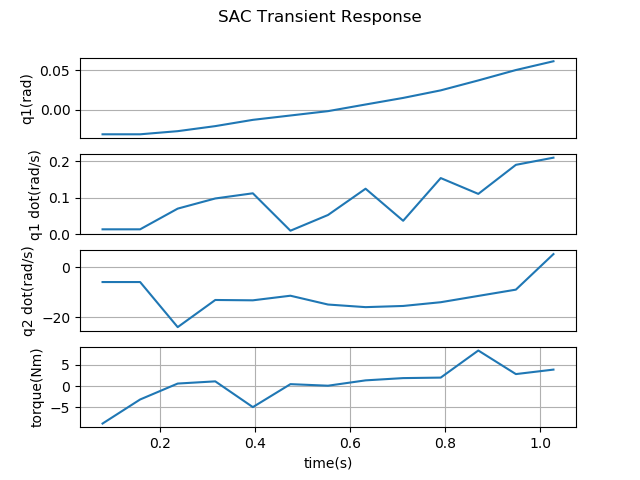 SAC Transient Response
q1(rad)
0.05
0.00
q1 dot(rad/s)
0.2
0.1
0.0
q2 dot(rad/s)
0
−20
torque(Nm)
5
0
−5
0.2 0.4 0.6 0.8 1.0
time(s)